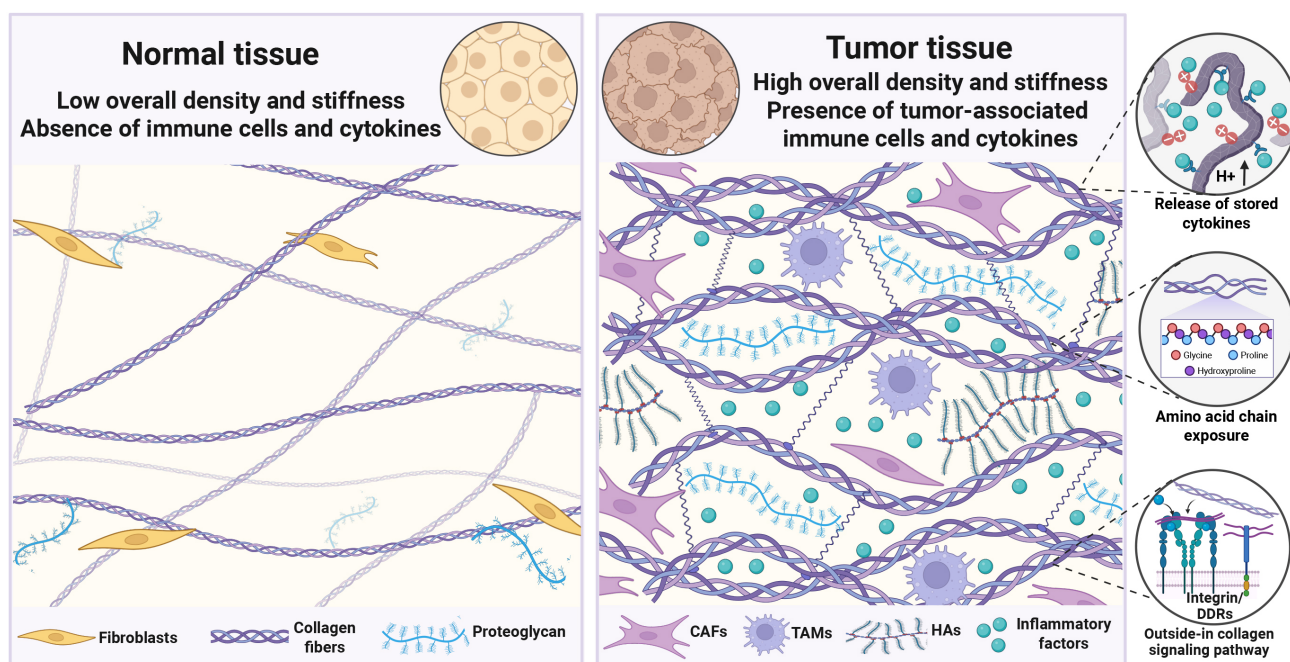 Normal tissue
Low overall density and stiffness
Absence of immune cells and cytokines
Fibroblasts
Collagen
fibers
Proteoglycan
Tumor tissue
High overall density and stiffness
Presence of tumor-associated
immune cells and cytokines
CAFs
TAMs
HAs
Inflammatory
factors
H+
Release of stored
cytokines
Glycine
Proline
Hydroxyproline
Amino acid chain
exposure
Integrin/
DDRs
Outside-in collagen
signaling pathway